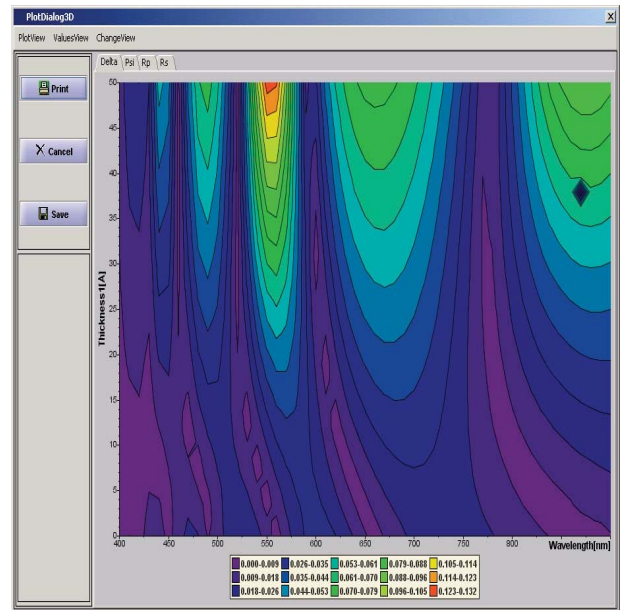 PlotDialog3D
PlotView ValuesView ChangeView
Delta Psi Rp Rs
Print
Cancel
Save
Thickness1[A]
50
45
40
35
30
25
20
15
10
5
0
400 450 500 550 600 650 700 750 800 Wavelength[nm]
0.000-0.009 0.026-0.035 0.053-0.061 0.079-0.088 0.105-0.114
0.009-0.018 0.035-0.044 0.061-0.070 0.088-0.096 0.114-0.123
0.018-0.026 0.044-0.053 0.070-0.079 0.096-0.105 0.123-0.132